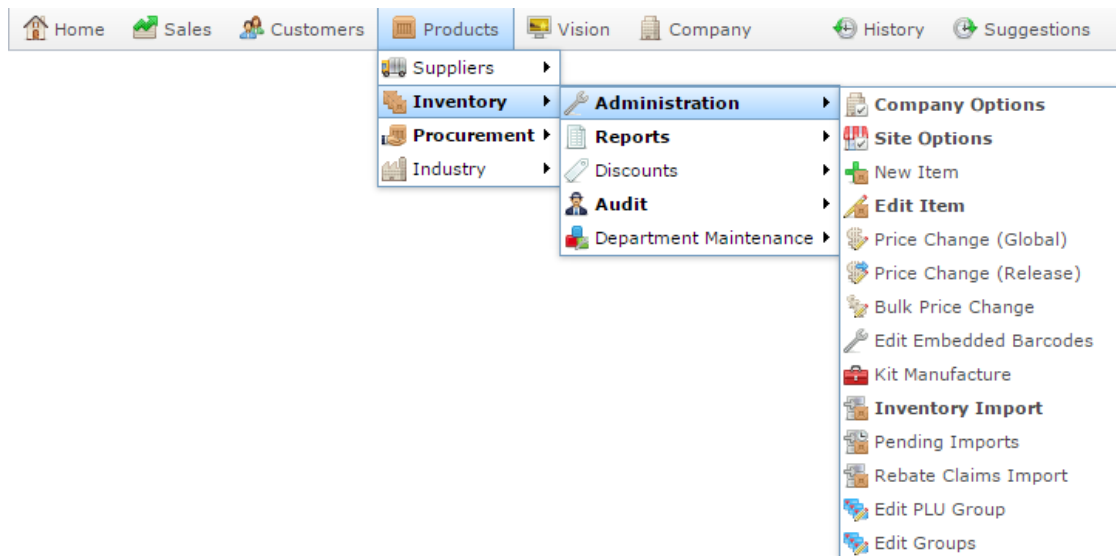 Home Sales Customers Products Vision Company History Suggestions
Suppliers
Inventory
Procurement
Industry
Administration
Reports
Discounts
Audit
Department Maintenance
Company Options
Site Options
New Item
Edit Item
Price Change (Global)
Price Change (Release)
Bulk Price Change
Edit Embedded Barcodes
Kit Manufacture
Inventory Import
Pending Imports
Rebate Claims Import
Edit PLU Group
Edit Groups